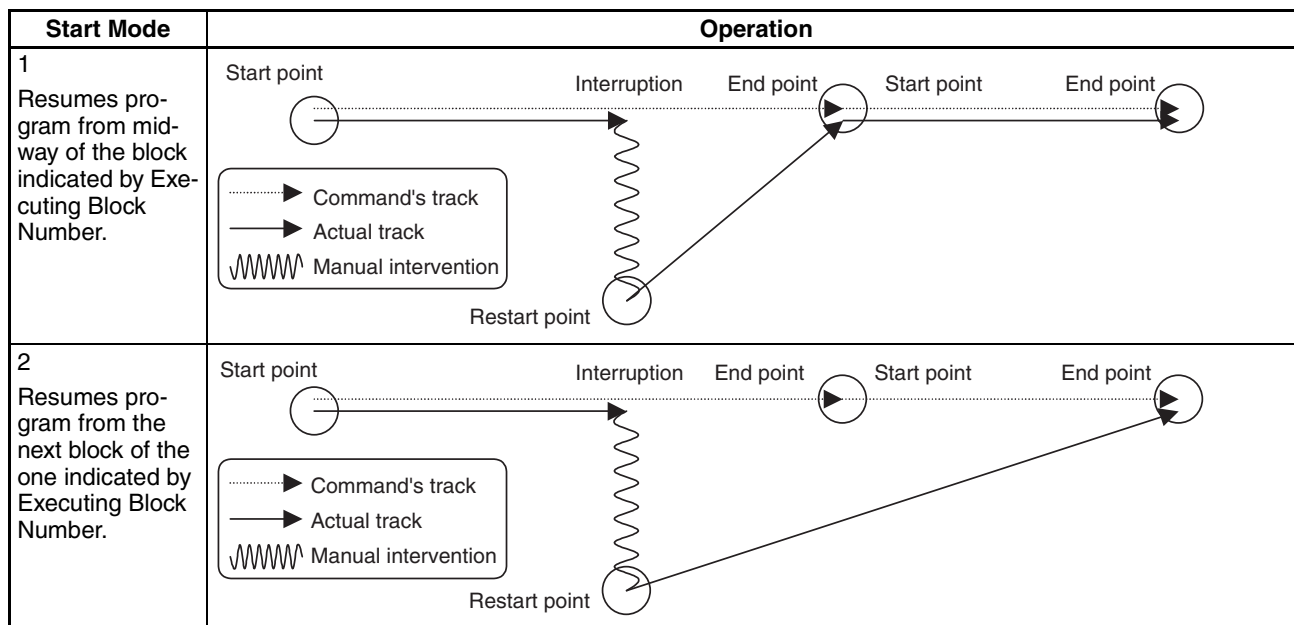 Start Mode
Operation
1
Resumes pro-
gram from mid-
way of the block
indicated by Exe-
cuting Block
Number.
Start point
Interruption
End point
Start point
End point
Command's track
Actual track
Manual intervention
Restart point
2
Resumes pro-
gram from the
next block of the
one indicated by
Executing Block
Number.
Start point
Interruption
End point
Start point
End point
Command's track
Actual track
Manual intervention
Restart point